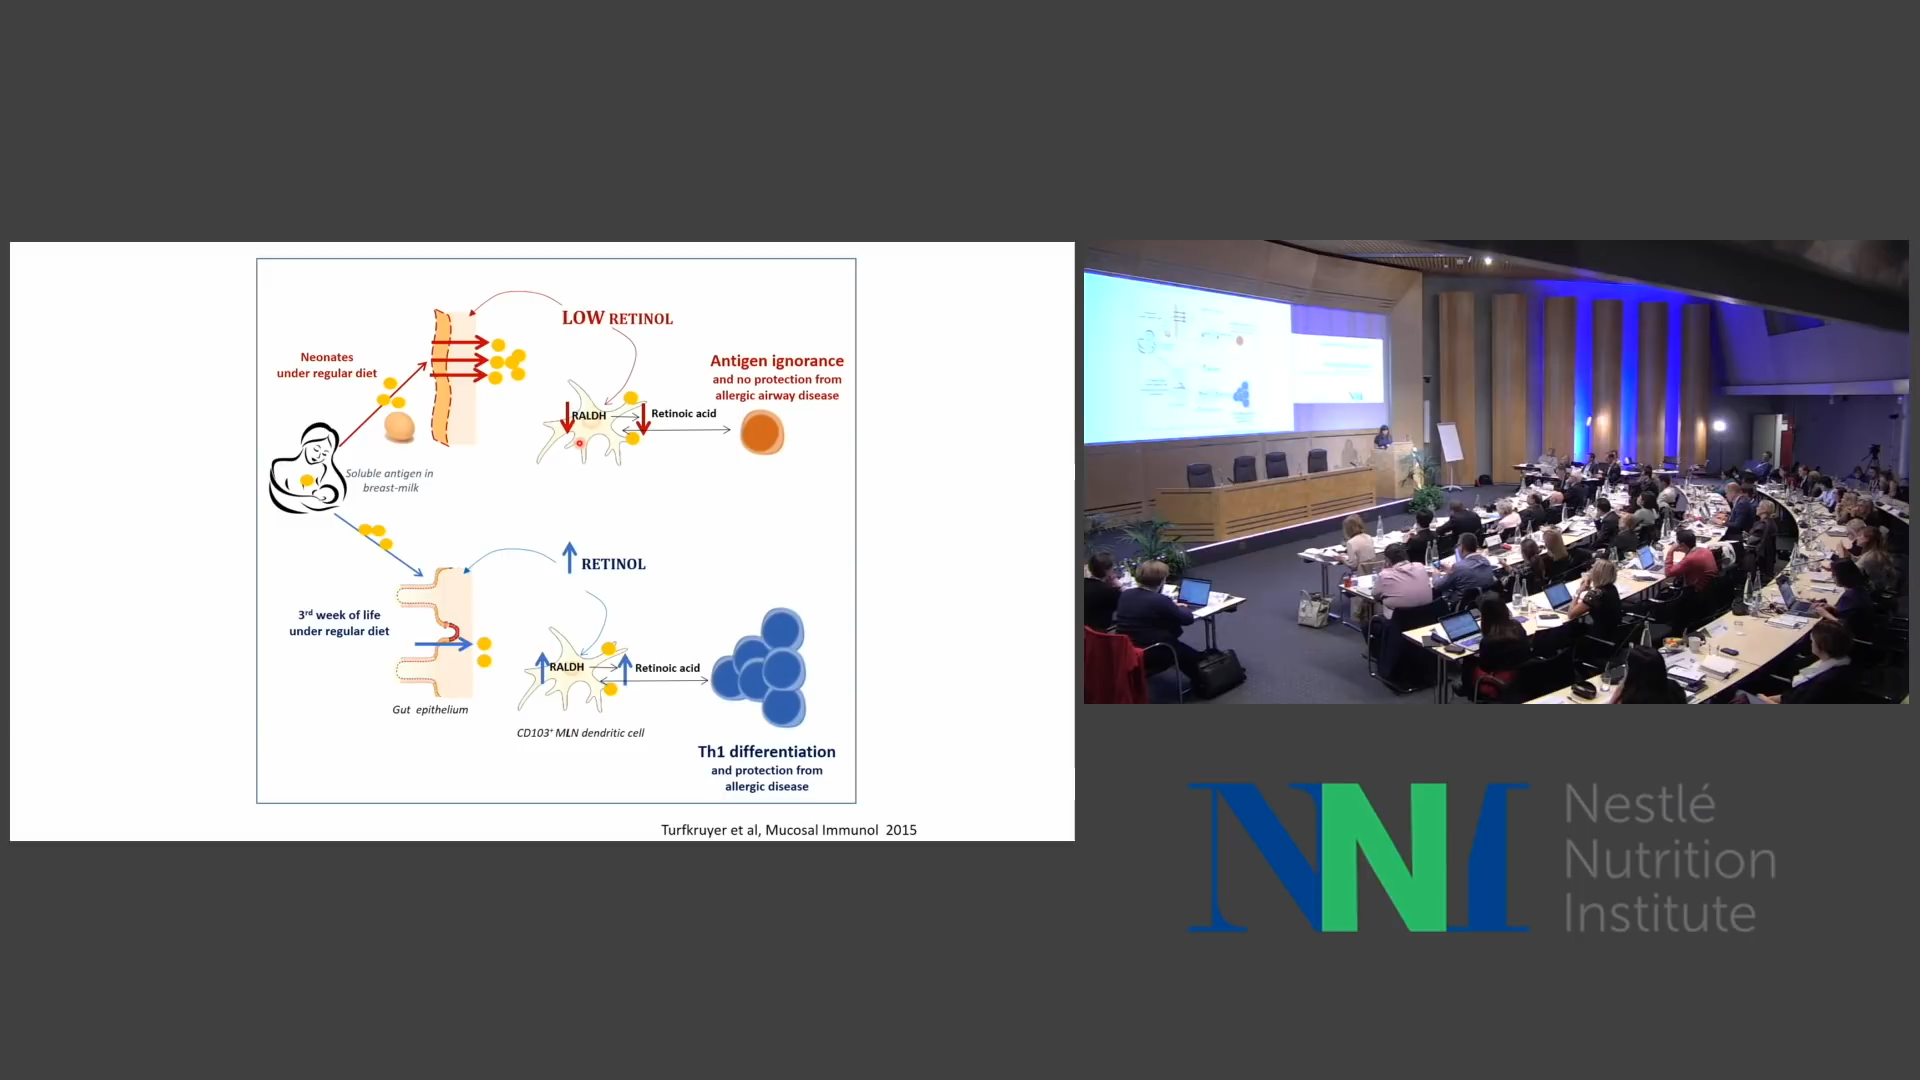 LOW RETINOL
Neonates
under regular diet
Antigen ignorance
and no protection from
allergic airway disease
RALDH
Retinoic acid
Soluble antigen in
breast-milk
RETINOL
3rd week of life
under regular diet
RALDH
Retinoic acid
Gut epithelium
CD103+ MLN dendritic cell
Th1 differentiation
and protection from
allergic disease
Turfkruyer et al, Mucosal Immunol 2015
NNI
Nestlé
Nutrition
Institute